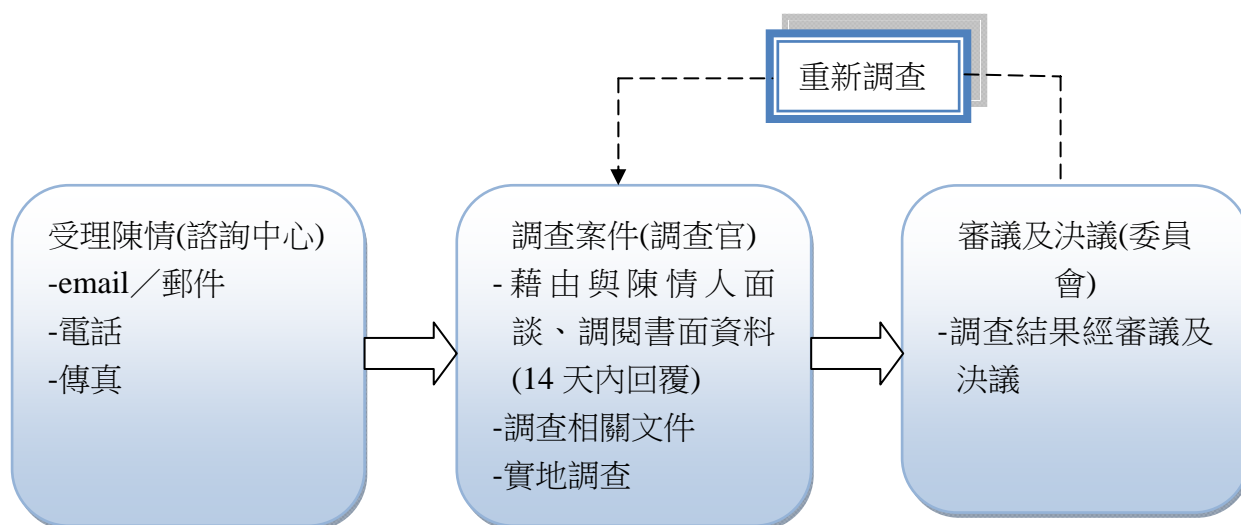 重新調查
受理陳情(諮詢中心)
-email／郵件
-電話
-傳真
調查案件(調查官)
-藉由與陳情人面
談、調閱書面資料
(14 天內回覆)
-調查相關文件
-實地調查
審議及決議(委員
會)
-調查結果經審議及
決議